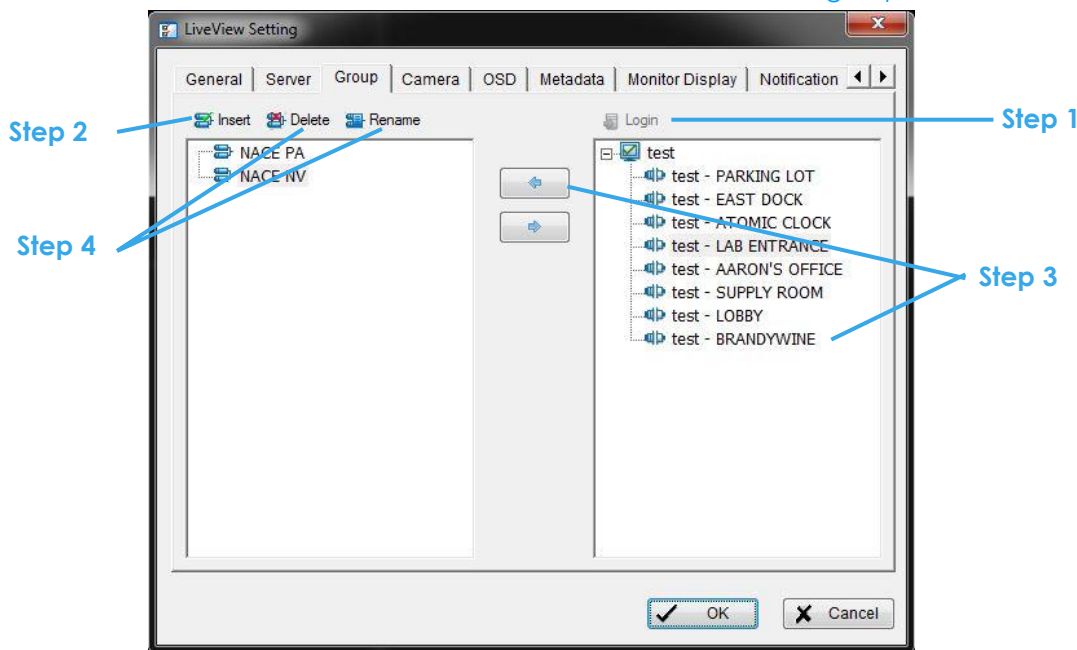 LiveView Setting
General Server Group Camera OSD Metadata Monitor Display Notification
Step 2
Insert Delete Rename
Login
Step 1
NACE PA
NACE NV
test
test - PARKING LOT
test - EAST DOCK
test - ATOMIC CLOCK
test - LAB ENTRANCE
test - AARON'S OFFICE
test - SUPPLY ROOM
test - LOBBY
test - BRANDYWINE
Step 4
Step 3
OK
Cancel